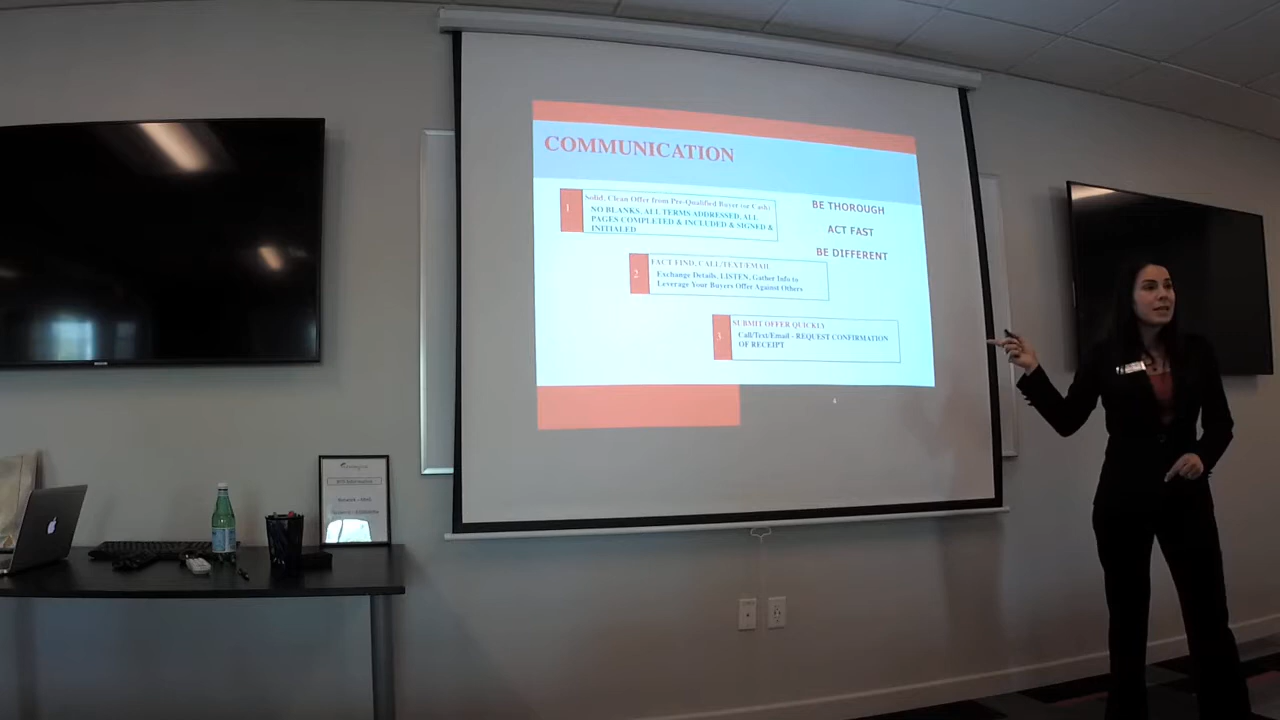 COMMUNICATION
1
Solid, Clean Offer from Pre-Qualified Buyer (or Cash)
NO BLANKS, ALL TERMS ADDRESSED, ALL
PAGES COMPLETED & INCLUDED & SIGNED &
INITIALED
BE THOROUGH
ACT FAST
BE DIFFERENT
2
FACT FIND, CALL/TEXT/EMAIL
Exchange Details, LISTEN, Gather Info to
Leverage Your Buyers Offer Against Others
3
SUBMIT OFFER QUICKLY
Call/Text/Email - REQUEST CONFIRMATION
OF RECEIPT